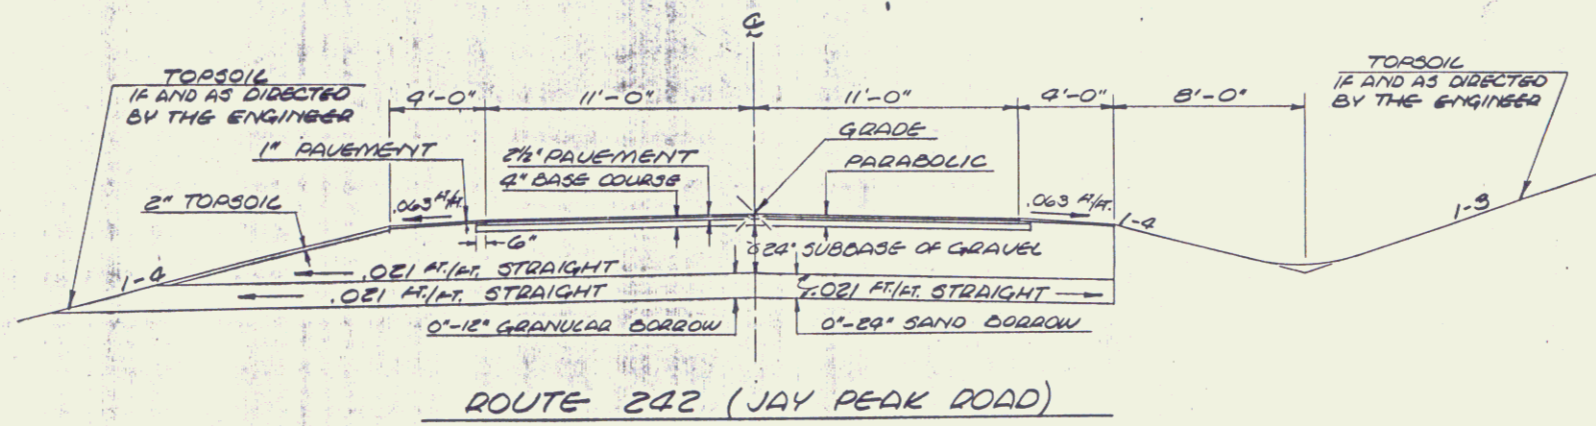 ℄
TOPSOIL
IF AND AS DIRECTED
BY THE ENGINEER
4'-0"
11'-0"
11'-0"
4'-0"
8'-0"
TOPSOIL
IF AND AS DIRECTED
BY THE ENGINEER
GRADE
1" PAVEMENT
2½" PAVEMENT
PARABOLIC
4" BASE COURSE
2" TOPSOIL
.063 FT/FT.
.063 FT/FT.
1-4
1-3
6"
24" SUBBASE OF GRAVEL
1-4
.021 FT./FT. STRAIGHT
.021 FT./FT. STRAIGHT
.021 FT/FT. STRAIGHT
0"-12" GRANULAR BORROW
0"-24" SAND BORROW
ROUTE 242 (JAY PEAK ROAD)